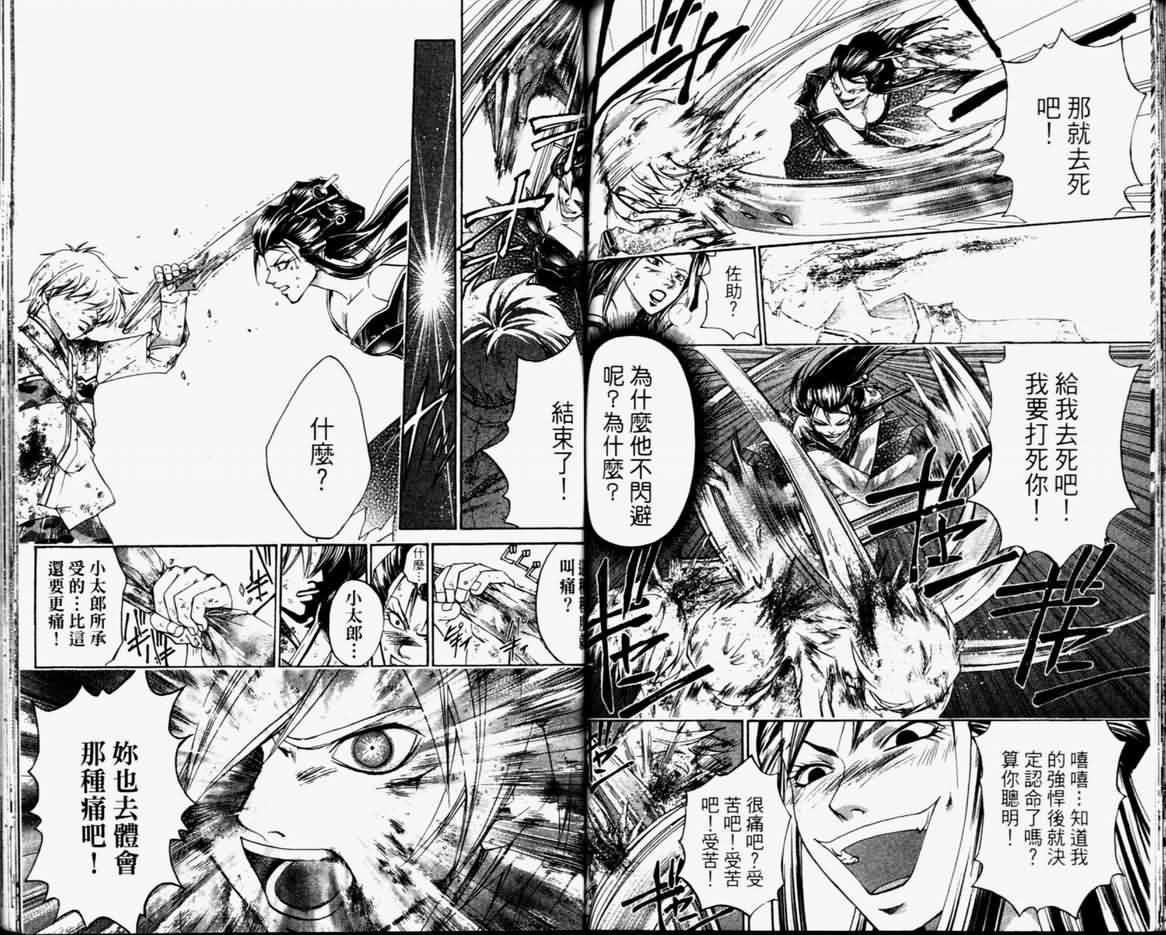 那就去死
吧！
佐助？
給我去死吧！
我要打死你！
為什麼他不閃避
呢？為什麼？
嘻嘻…知道我
的強悍後就決
定認命了嗎？
算你聰明！
很痛吧？受
苦吧！受苦
吧！受苦！
結束了！
什麼？
叫痛？
什麼…
小太郎…
小太郎所承
受的…比這
還要更痛！
妳也去體會
那種痛吧！